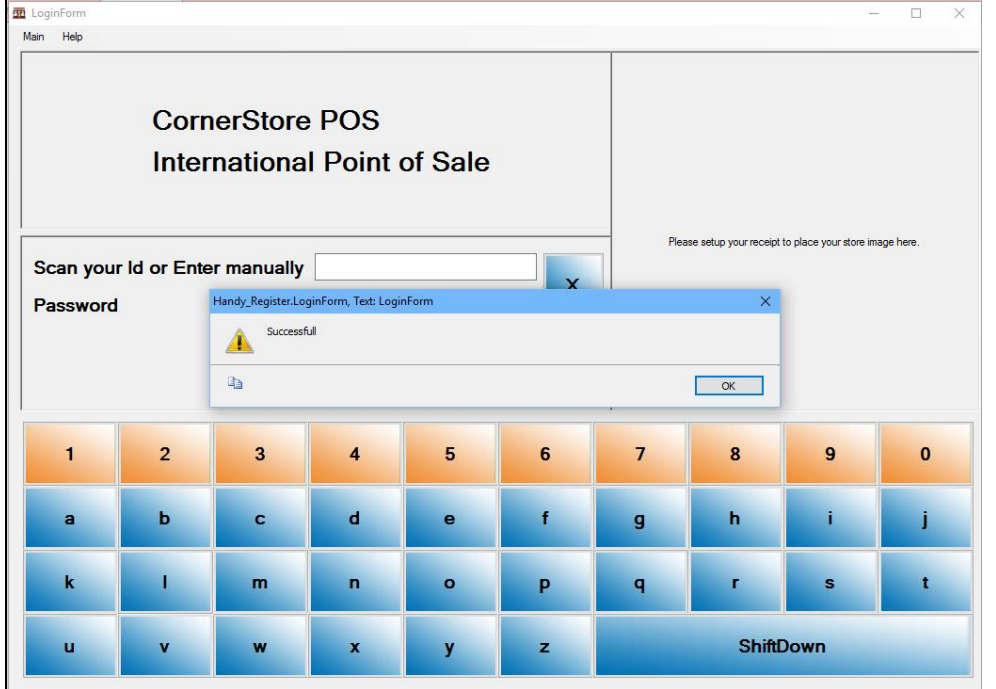 LoginForm
Main Help
CornerStore POS
International Point of Sale
Please setup your receipt to place your store image here.
Scan your Id or Enter manually
X
Password
Handy_Register.LoginForm, Text: LoginForm
Successfull
OK
1 2 3 4 5 6 7 8 9 0
a b c d e f g h i j
k l m n o p q r s t
u v w x y z ShiftDown